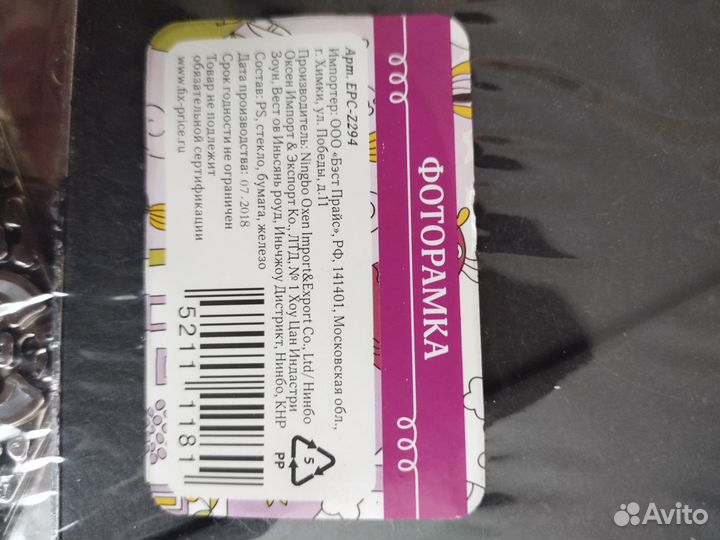 ФОТОРАМКА
Арт. EPC-Z294
Импортер: ООО «Бэст Прайс», РФ, 141401, Московская обл.,
г. Химки, ул. Победы, д.11
Производитель: Ningbo Oxen Import&Export Co., Ltd/ Нинбо
Оксен Импорт & Экспорт Ко., ЛТД, № 1 Хоу Цан Индастри
Зоун, Вест ов Иньсянь роуд, Иньчжоу Дистрикт, Нинбо, КНР
Состав: PS, стекло, бумага, железо
Дата производства: 07.2018
Срок годности не ограничен
Товар не подлежит
обязательной сертификации
www.fix-price.ru
5211 1181
5
PP
Avito